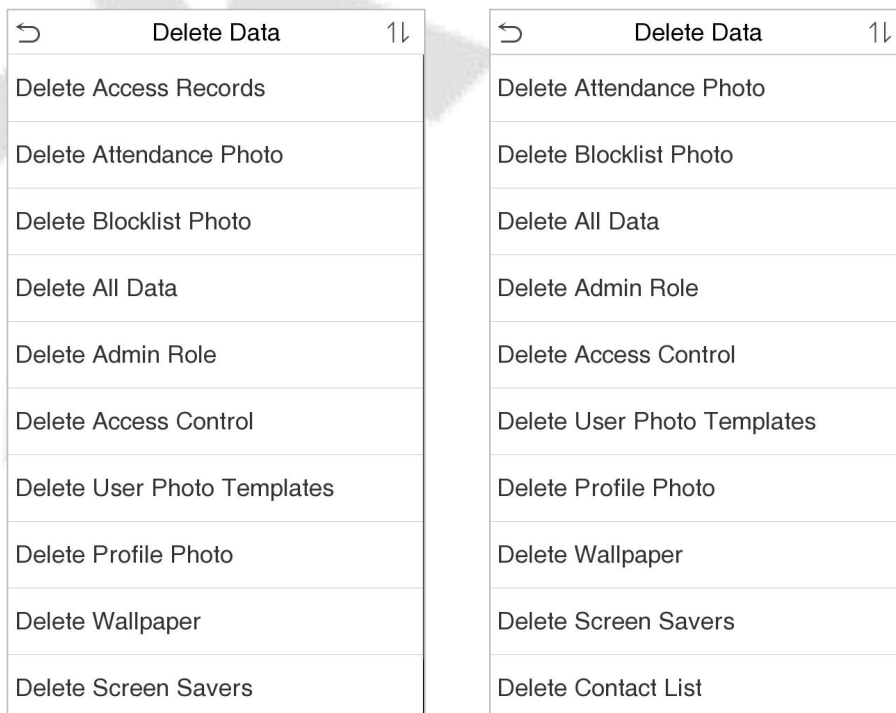 Delete Data
Delete Access Records
Delete Attendance Photo
Delete Blocklist Photo
Delete All Data
Delete Admin Role
Delete Access Control
Delete User Photo Templates
Delete Profile Photo
Delete Wallpaper
Delete Screen Savers
Delete Data
Delete Attendance Photo
Delete Blocklist Photo
Delete All Data
Delete Admin Role
Delete Access Control
Delete User Photo Templates
Delete Profile Photo
Delete Wallpaper
Delete Screen Savers
Delete Contact List